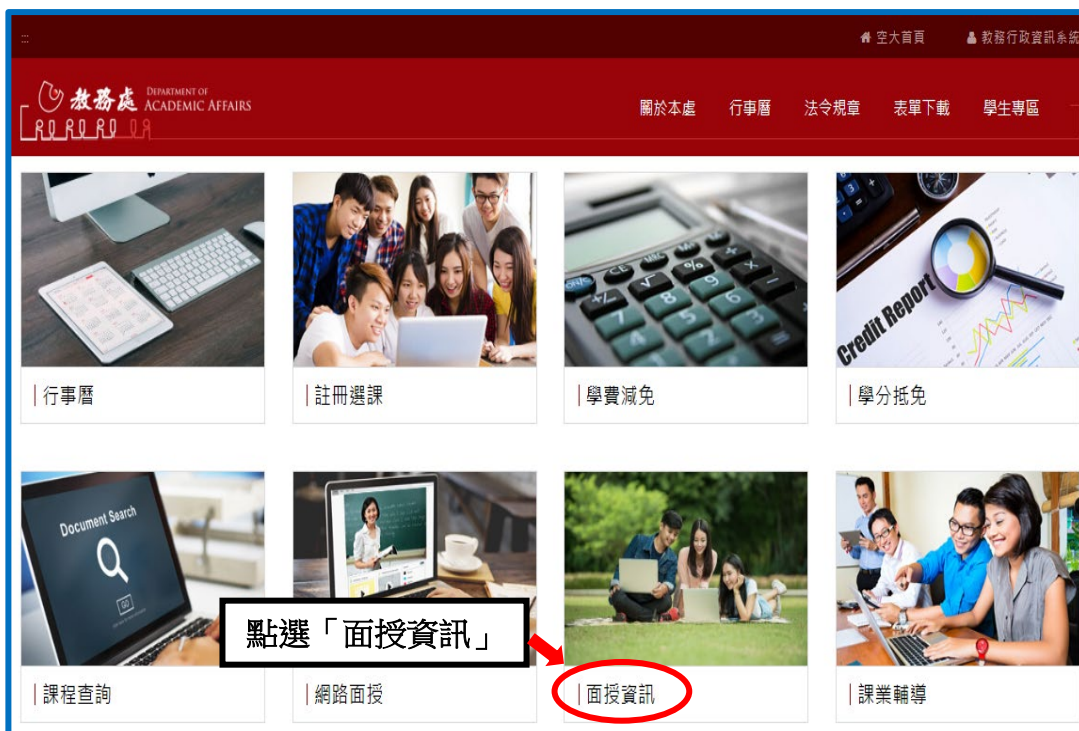 :::
空大首頁
教務行政資訊系統
教務處 DEPARTMENT OF
ACADEMIC AFFAIRS
關於本處
行事曆
法令規章
表單下載
學生專區
Credit Report
行事曆
註冊選課
學費減免
學分抵免
Document Search
GO
點選「面授資訊」
課程查詢
網路面授
面授資訊
課業輔導